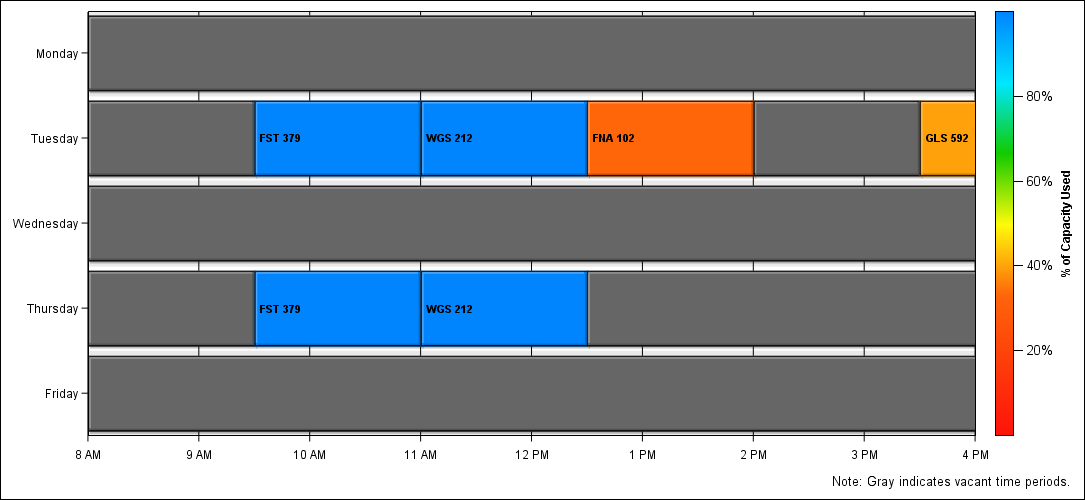 Monday
Tuesday
FST 379
WGS 212
FNA 102
GLS 592
Wednesday
Thursday
FST 379
WGS 212
Friday
8 AM
9 AM
10 AM
11 AM
12 PM
1 PM
2 PM
3 PM
4 PM
80%
60%
40%
20%
% of Capacity Used
Note: Gray indicates vacant time periods.